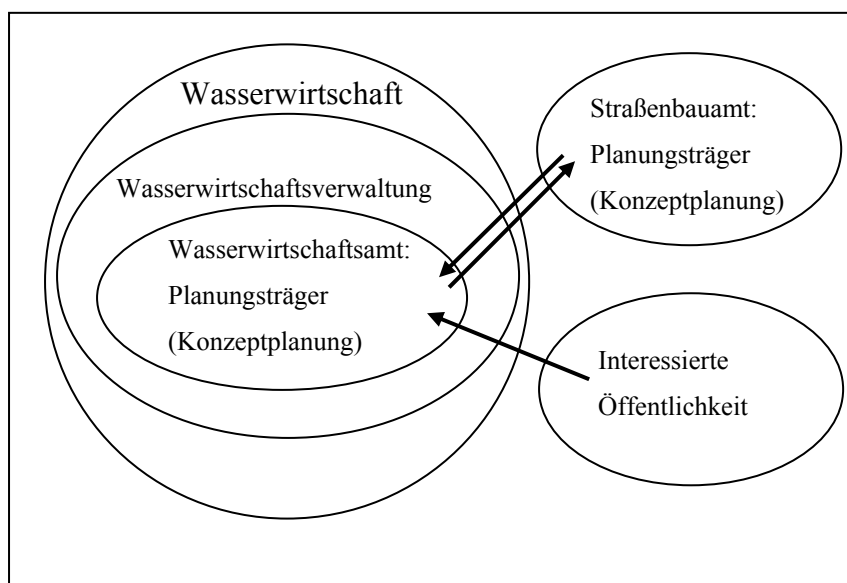 Wasserwirtschaft
Wasserwirtschaftsverwaltung
Wasserwirtschaftsamt:
Planungsträger
(Konzeptplanung)
Straßenbauamt:
Planungsträger
(Konzeptplanung)
Interessierte
Öffentlichkeit